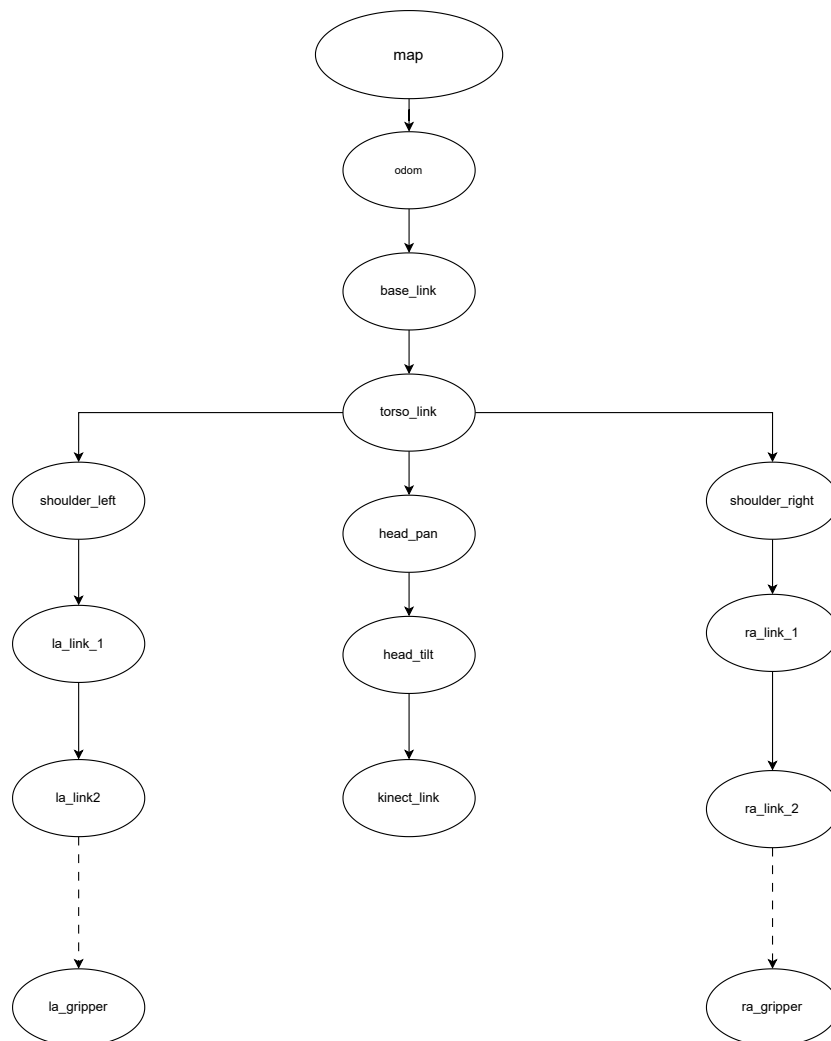 map
odom
base_link
torso_link
shoulder_left
head_pan
shoulder_right
la_link_1
head_tilt
ra_link_1
la_link2
kinect_link
ra_link_2
la_gripper
ra_gripper